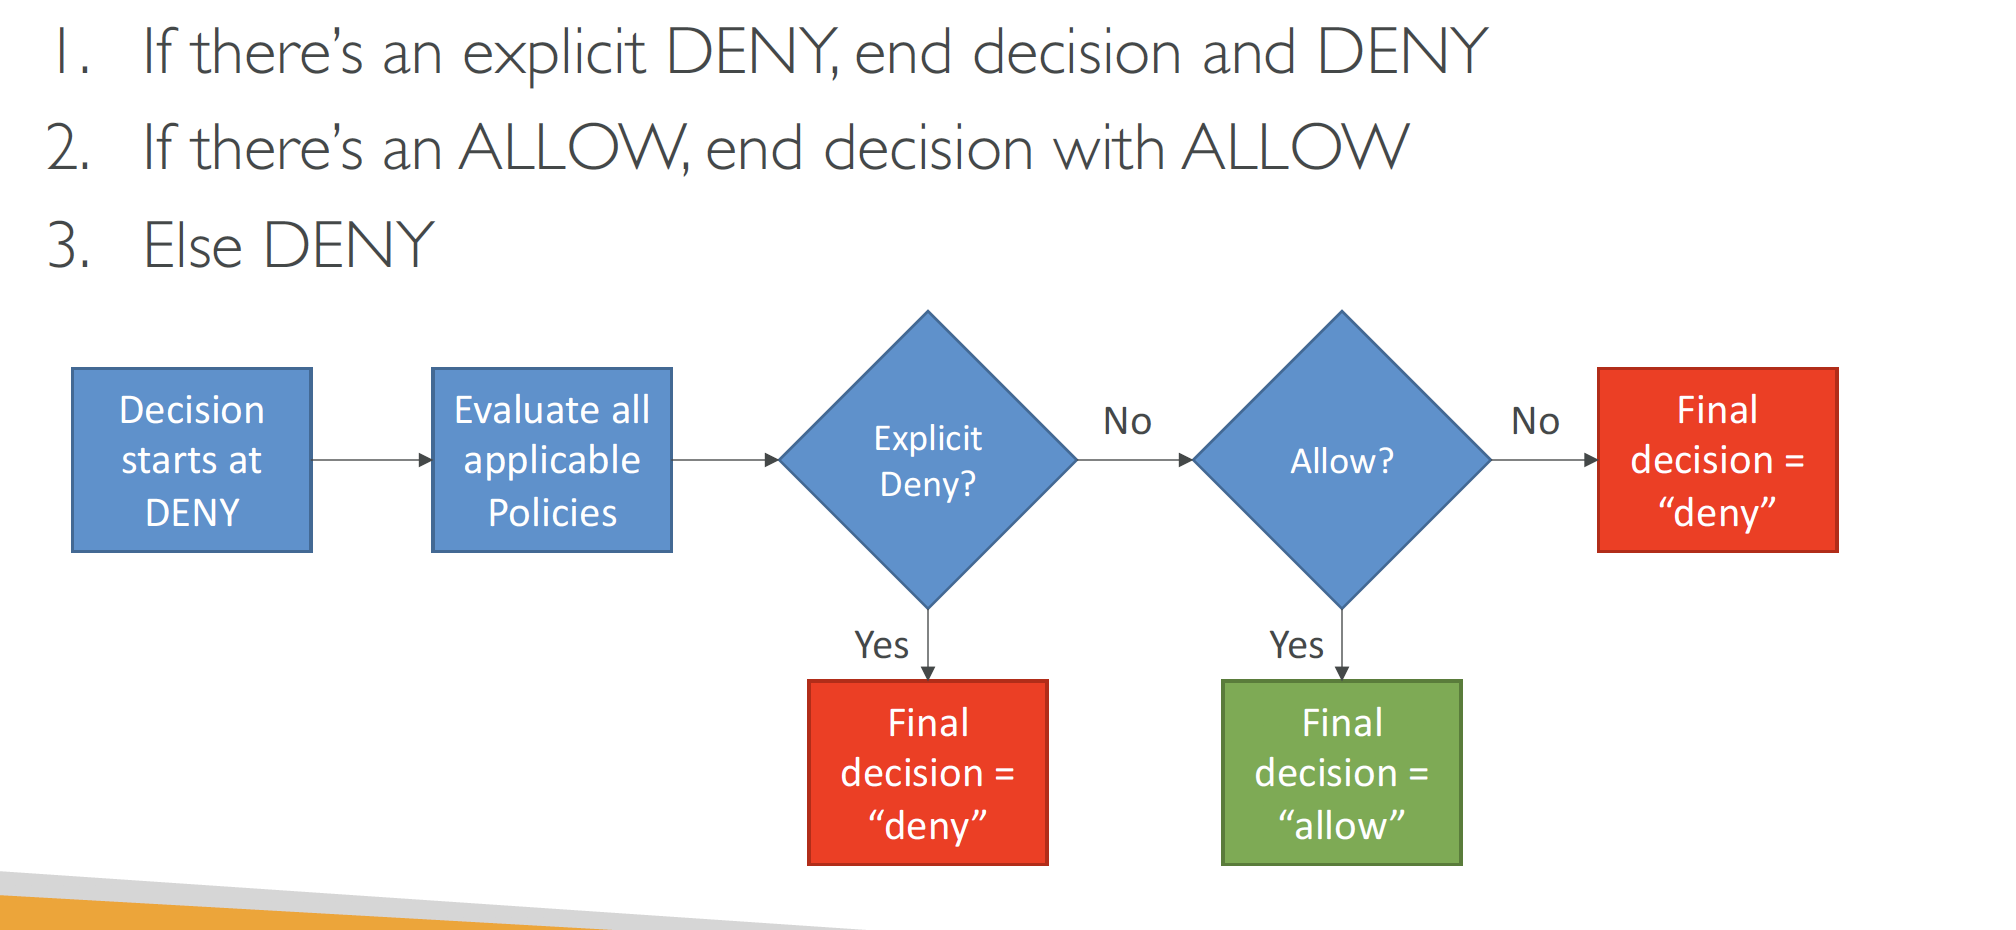 1. If there’s an explicit DENY, end decision and DENY
2. If there’s an ALLOW, end decision with ALLOW
3. Else DENY
Decision
starts at
DENY
Evaluate all
applicable
Policies
Explicit
Deny?
No
Allow?
No
Final
decision =
“deny”
Yes
Final
decision =
“deny”
Yes
Final
decision =
“allow”